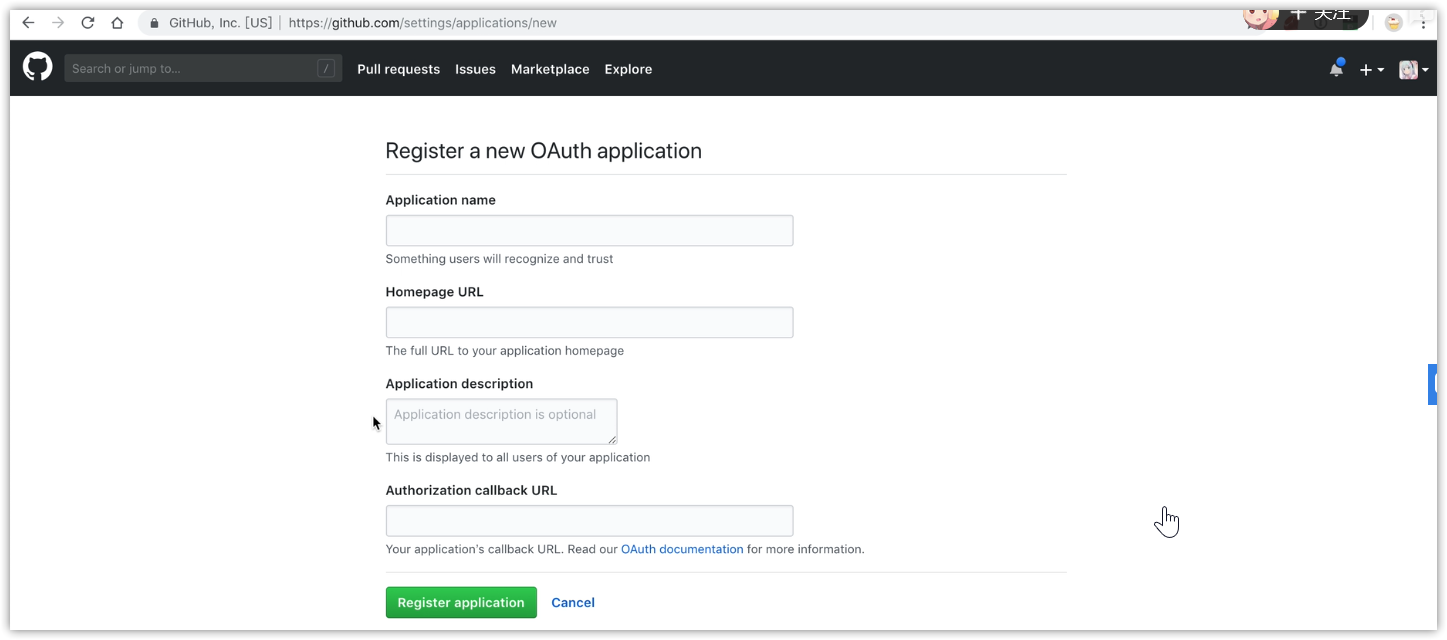 GitHub, Inc. [US] | https://github.com/settings/applications/new
+ 关注
Search or jump to... /
Pull requests Issues Marketplace Explore
Register a new OAuth application
Application name
Something users will recognize and trust
Homepage URL
The full URL to your application homepage
Application description
Application description is optional
This is displayed to all users of your application
Authorization callback URL
Your application's callback URL. Read our OAuth documentation for more information.
Register application Cancel